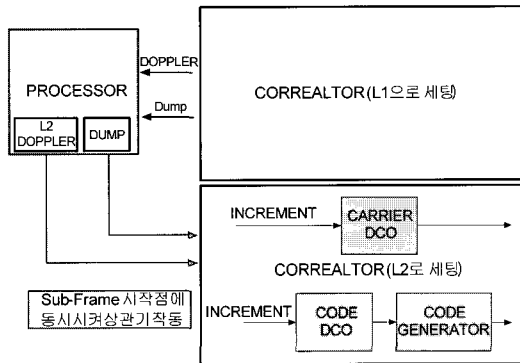 DOPPLER
PROCESSOR
CORREALTOR(L1으로 세팅)
Dump
L2
DOPPLER
DUMP
INCREMENT
CARRIER
DCO
CORREALTOR(L2로 세팅)
Sub-Frame 시작점에
동시시켜상관기작동
INCREMENT
CODE
DCO
CODE
GENERATOR